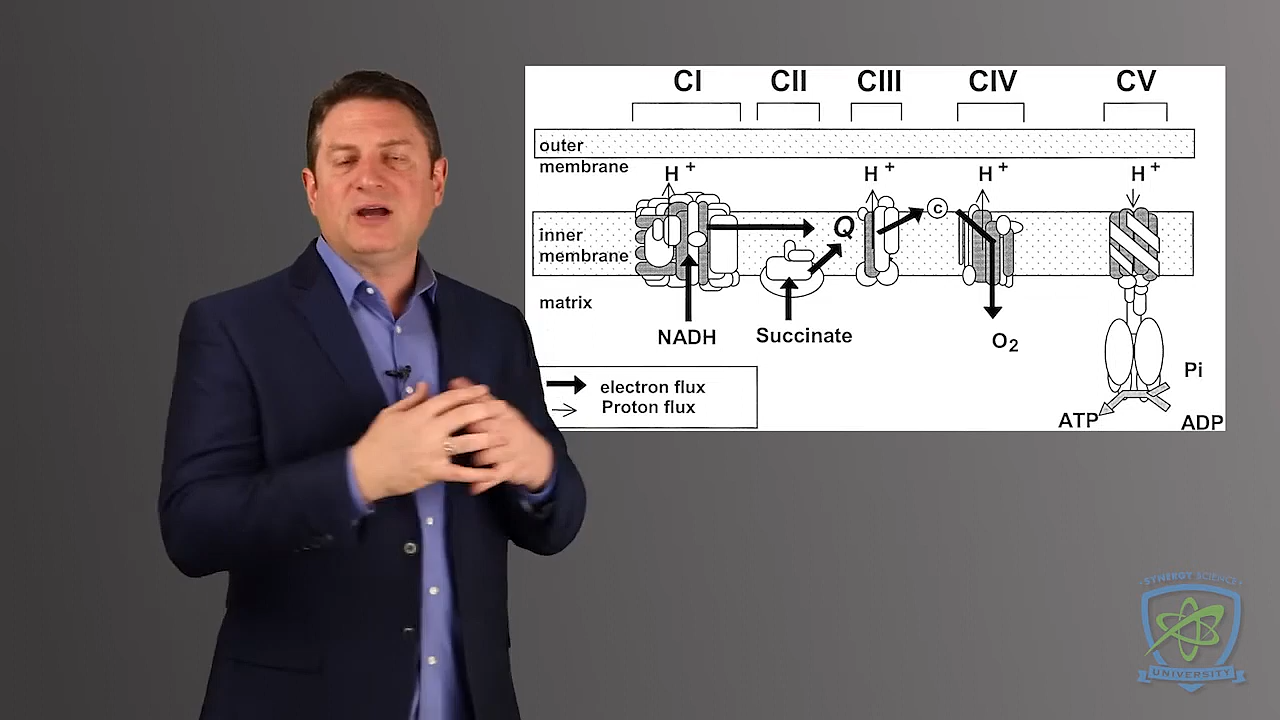 CI CII CIII CIV CV
outer
membrane
H+ H+ H+ H+
inner
membrane
Q
c
matrix
NADH
Succinate
O2
electron flux
Proton flux
Pi
ATP
ADP
SYNERGY SCIENCE
UNIVERSITY